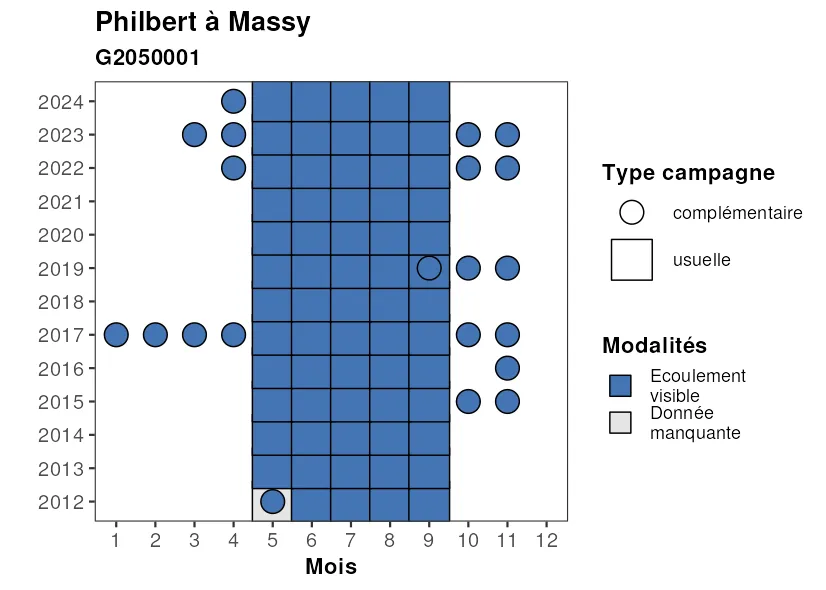 Philbert à Massy
G2050001
2024
2023
2022
2021
2020
2019
2018
2017
2016
2015
2014
2013
2012
1 2 3 4 5 6 7 8 9 10 11 12
Mois
Type campagne
complémentaire
usuelle
Modalités
Ecoulement
visible
Donnée
manquante